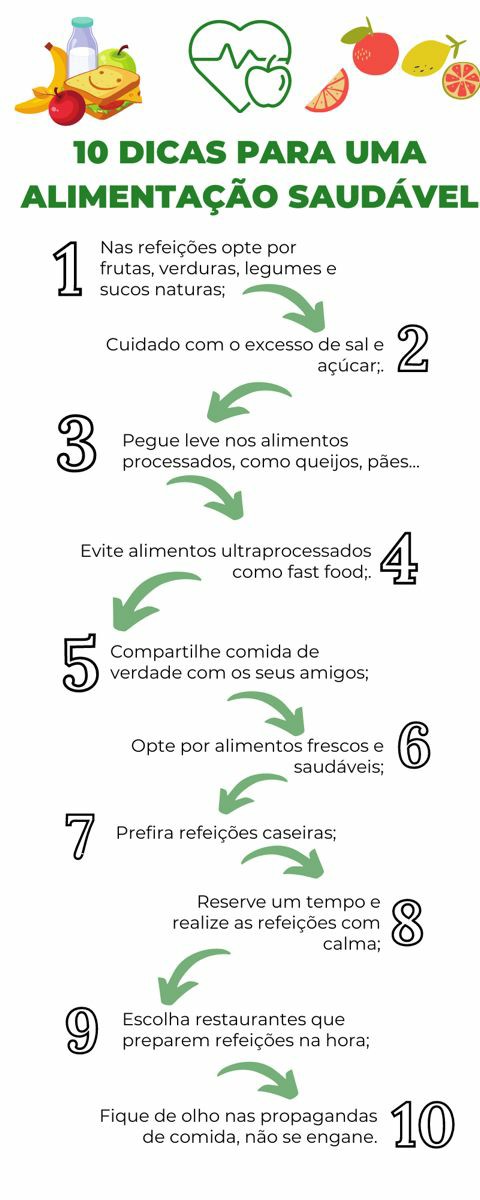 10 DICAS PARA UMA
ALIMENTAÇÃO SAUDÁVEL
1
Nas refeições opte por
frutas, verduras, legumes e
sucos naturas;
2
Cuidado com o excesso de sal e
açúcar;.
3
Pegue leve nos alimentos
processados, como queijos, pães...
4
Evite alimentos ultraprocessados
como fast food;.
5
Compartilhe comida de
verdade com os seus amigos;
6
Opte por alimentos frescos e
saudáveis;
7
Prefira refeições caseiras;
8
Reserve um tempo e
realize as refeições com
calma;
9
Escolha restaurantes que
preparem refeições na hora;
10
Fique de olho nas propagandas
de comida, não se engane.